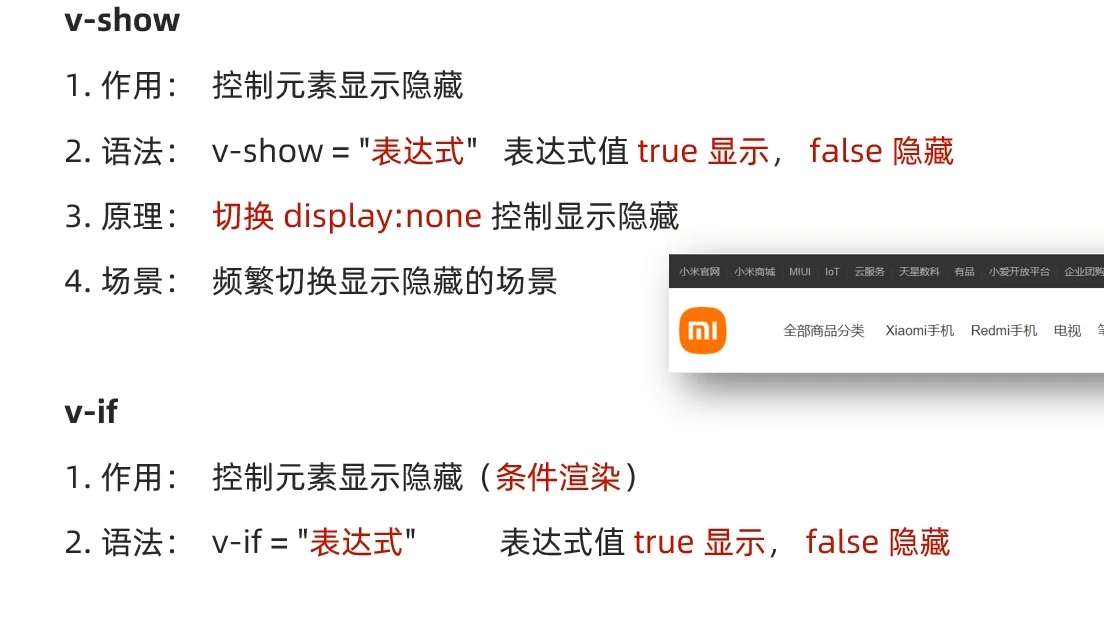 v-show
1. 作用： 控制元素显示隐藏
2. 语法： v-show = "表达式" 表达式值 true 显示， false 隐藏
3. 原理： 切换 display:none 控制显示隐藏
4. 场景： 频繁切换显示隐藏的场景
小米官网 小米商城 MIUI IoT 云服务 天星数科 有品 小爱开放平台 企业团购
mi 全部商品分类 Xiaomi手机 Redmi手机 电视
v-if
1. 作用： 控制元素显示隐藏（条件渲染）
2. 语法： v-if = "表达式" 表达式值 true 显示， false 隐藏